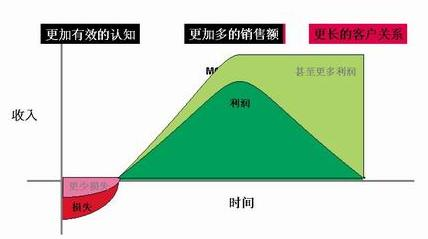 更加有效的认知
更加多的销售额
更长的客户关系
甚至更多利润
利润
收入
更少损失
损失
时间